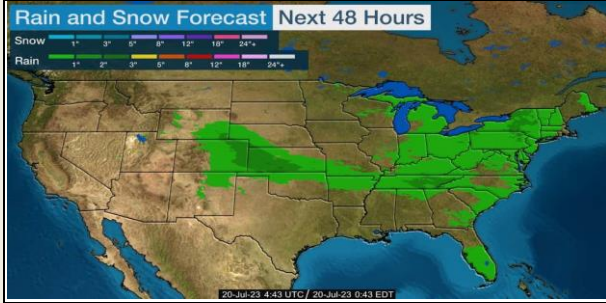 Rain and Snow Forecast Next 48 Hours
Snow 1" 3" 5" 8" 12" 18" 24"+
Rain 1" 2" 3" 5" 8" 12" 18" 24"+
20-Jul-23 4:43 UTC / 20-Jul-23 0:43 EDT